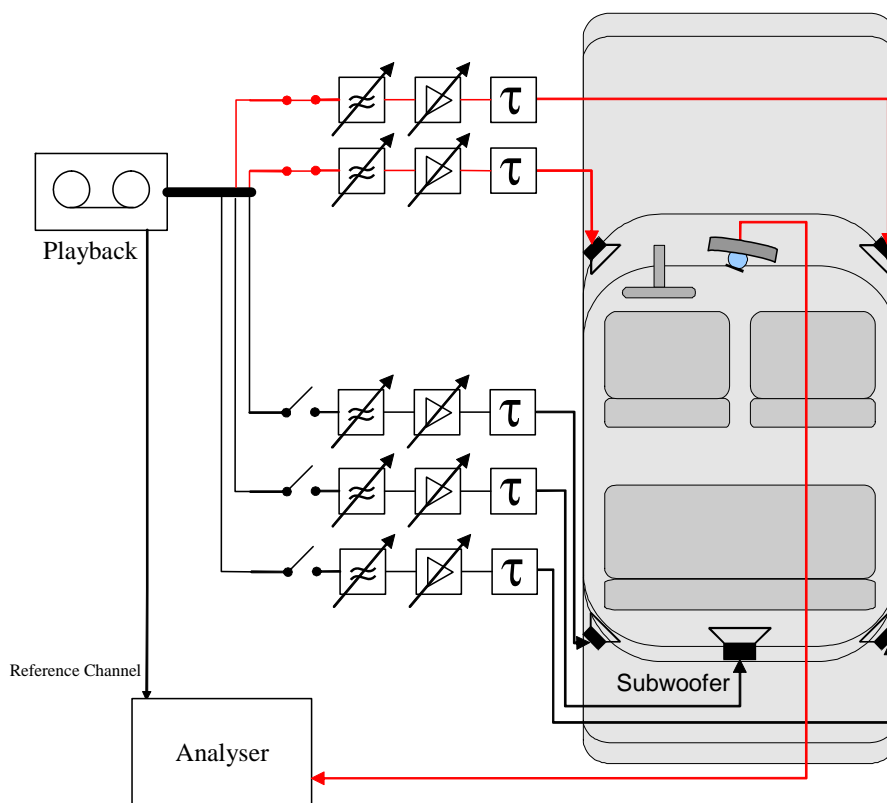 τ
τ
Playback
τ
τ
τ
Reference Channel
Subwoofer
Analyser